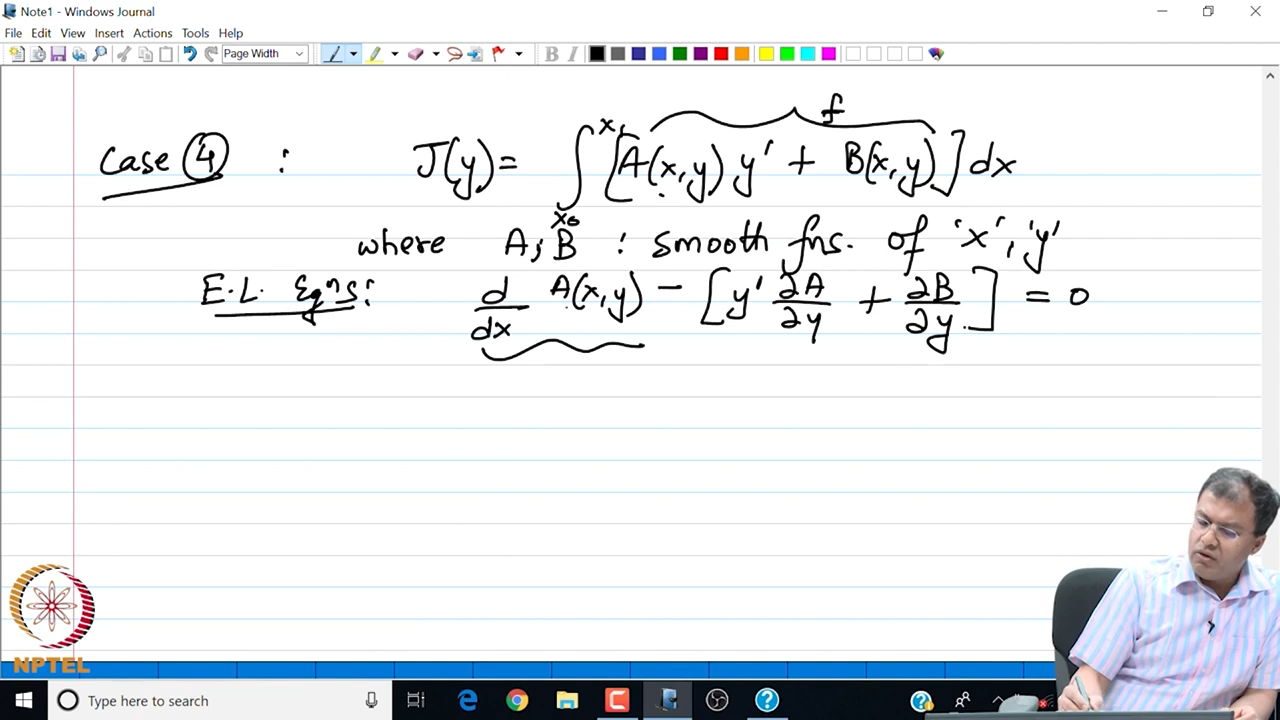 Note1 - Windows Journal
File Edit View Insert Actions Tools Help
Page Width
B I
Case 4 : J(y) = ∫_{x₀}^{x₁} [A(x,y) y' + B(x,y)] dx
f
where A, B : smooth fns. of 'x', 'y'
E.L. Eqns: d/dx A(x,y) - [y' ∂A/∂y + ∂B/∂y] = 0
NPTEL
Type here to search